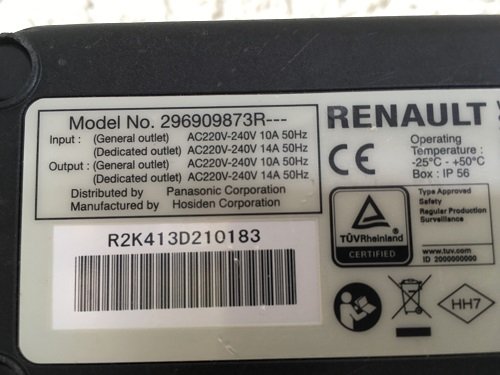 Model No. 296909873R---
Input : (General outlet) AC220V-240V 10A 50Hz
(Dedicated outlet) AC220V-240V 14A 50Hz
Output : (General outlet) AC220V-240V 10A 50Hz
(Dedicated outlet) AC220V-240V 14A 50Hz
Distributed by Panasonic Corporation
Manufactured by Hosiden Corporation
R2K413D210183
RENAULT
CE
Operating
Temperature :
-25°C - +50°C
Box : IP 56
TÜVRheinland
CERTIFIED
Type Approved
Safety
Regular Production
Surveillance
www.tuv.com
ID 2000000000
HH7